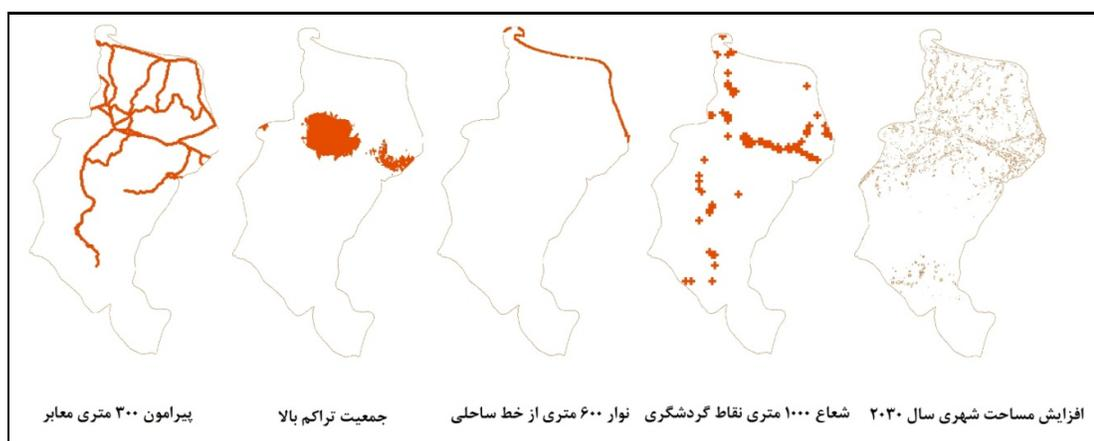 افزایش مساحت شهری سال ۲۰۳۰
شعاع ۱۰۰۰ متری نقاط گردشگری
نوار ۶۰۰ متری از خط ساحلی
جمعیت تراکم بالا
پیرامون ۳۰۰ متری معابر